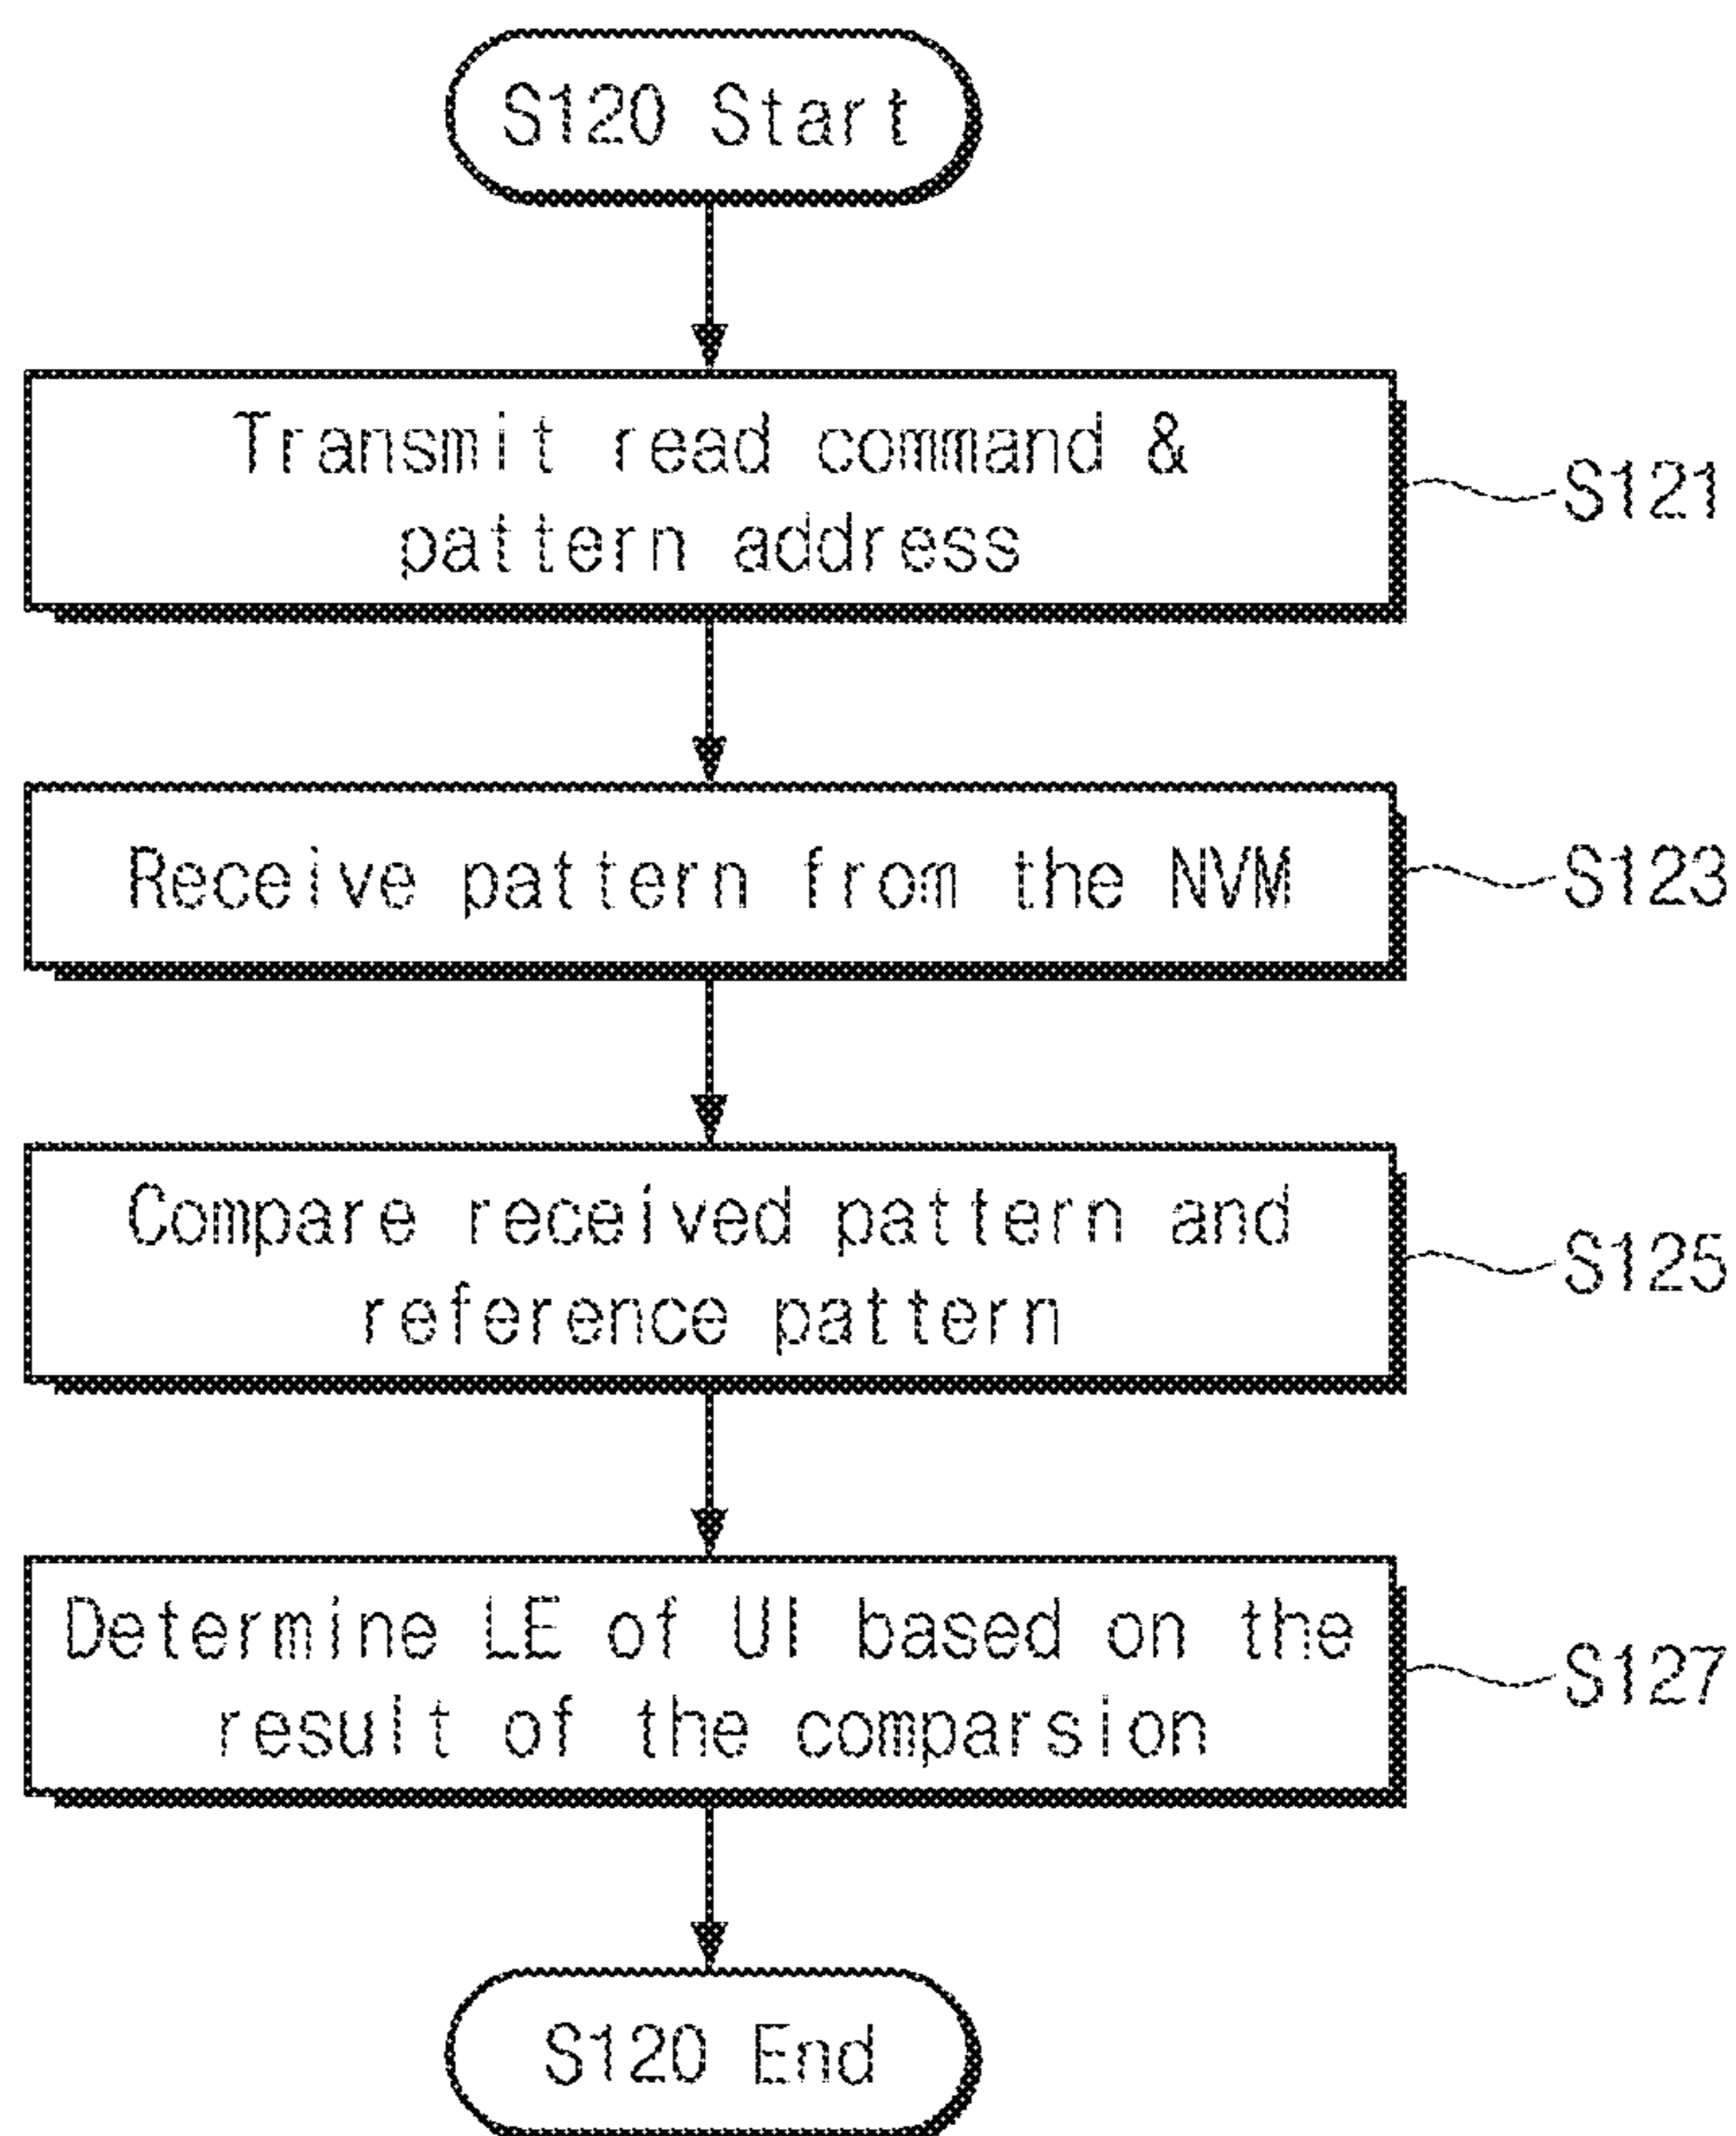 S120 Start
Transmit read command &
pattern address
S121
Receive pattern from the NVM
S123
Compare received pattern and
reference pattern
S125
Determine LE of UI based on the
result of the comparsion
S127
S120 End